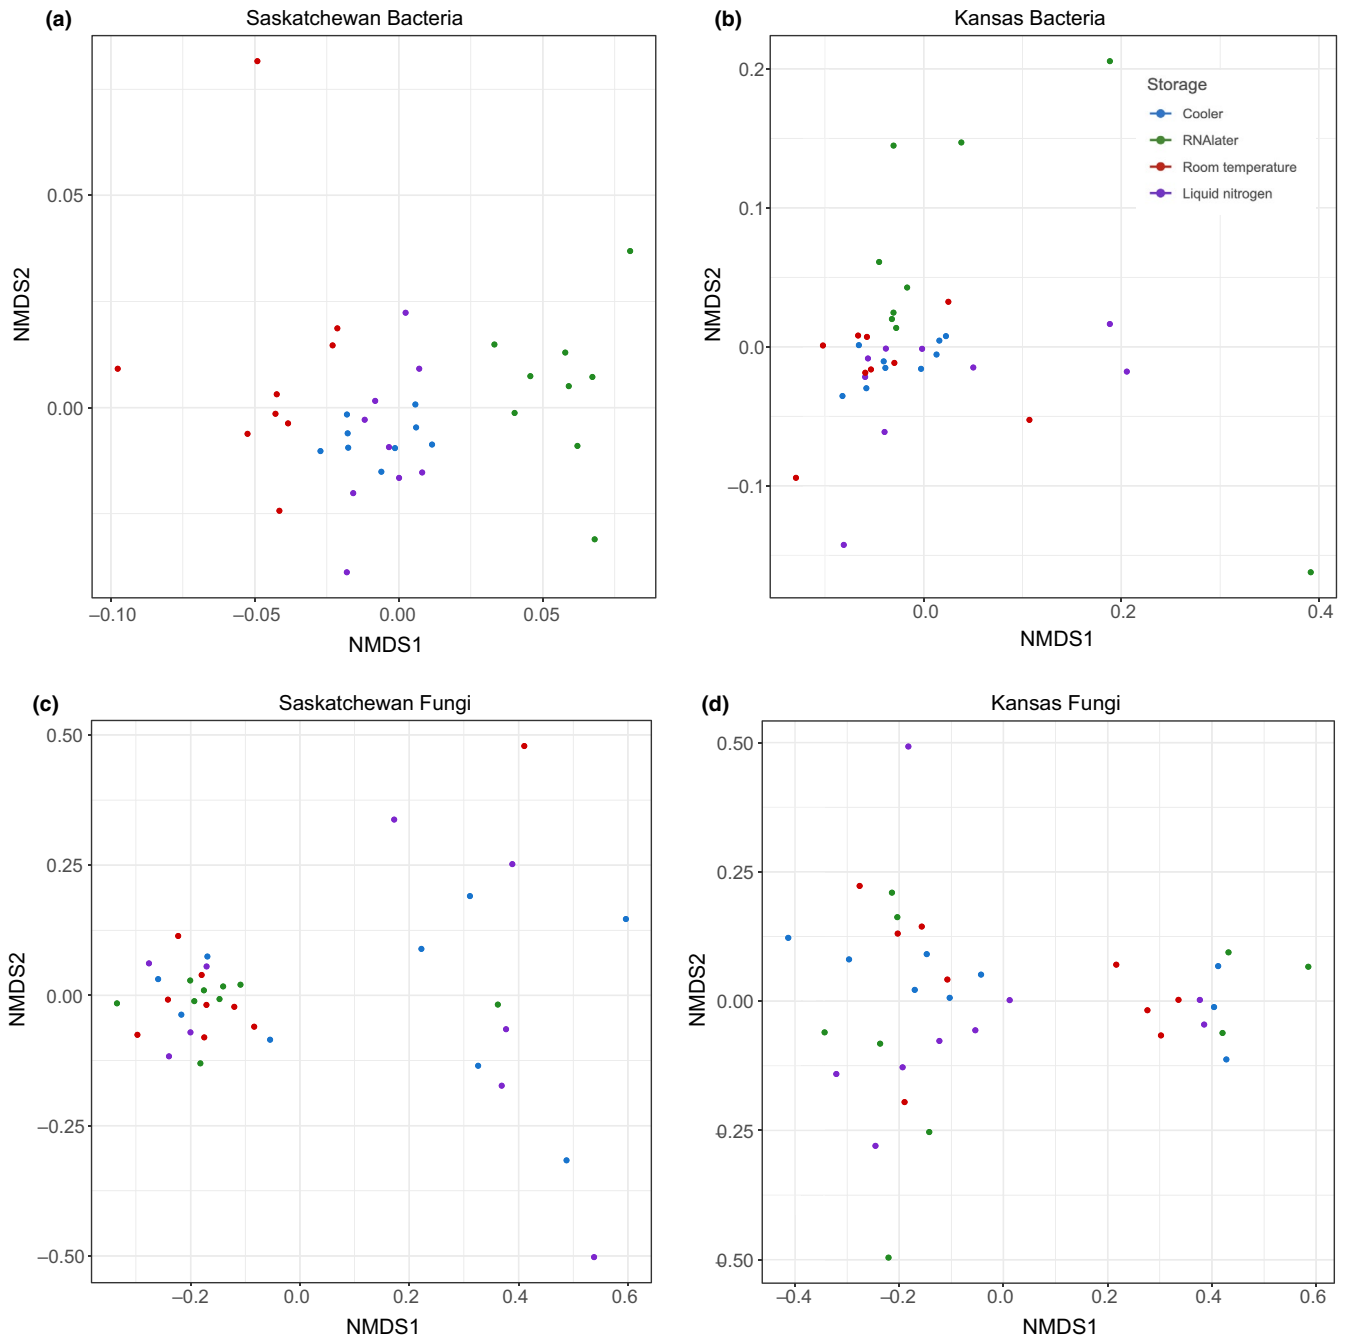 (a)
Saskatchewan Bacteria
0.05
0.00
NMDS2
−0.10
−0.05
0.00
0.05
NMDS1
(b)
Kansas Bacteria
0.2
0.1
0.0
−0.1
NMDS2
Storage
Cooler
RNAlater
Room temperature
Liquid nitrogen
0.0
0.2
0.4
NMDS1
(c)
Saskatchewan Fungi
0.50
0.25
0.00
−0.25
−0.50
NMDS2
−0.2
0.0
0.2
0.4
0.6
NMDS1
(d)
Kansas Fungi
0.50
0.25
0.00
−0.25
−0.50
NMDS2
−0.4
−0.2
0.0
0.2
0.4
0.6
NMDS1